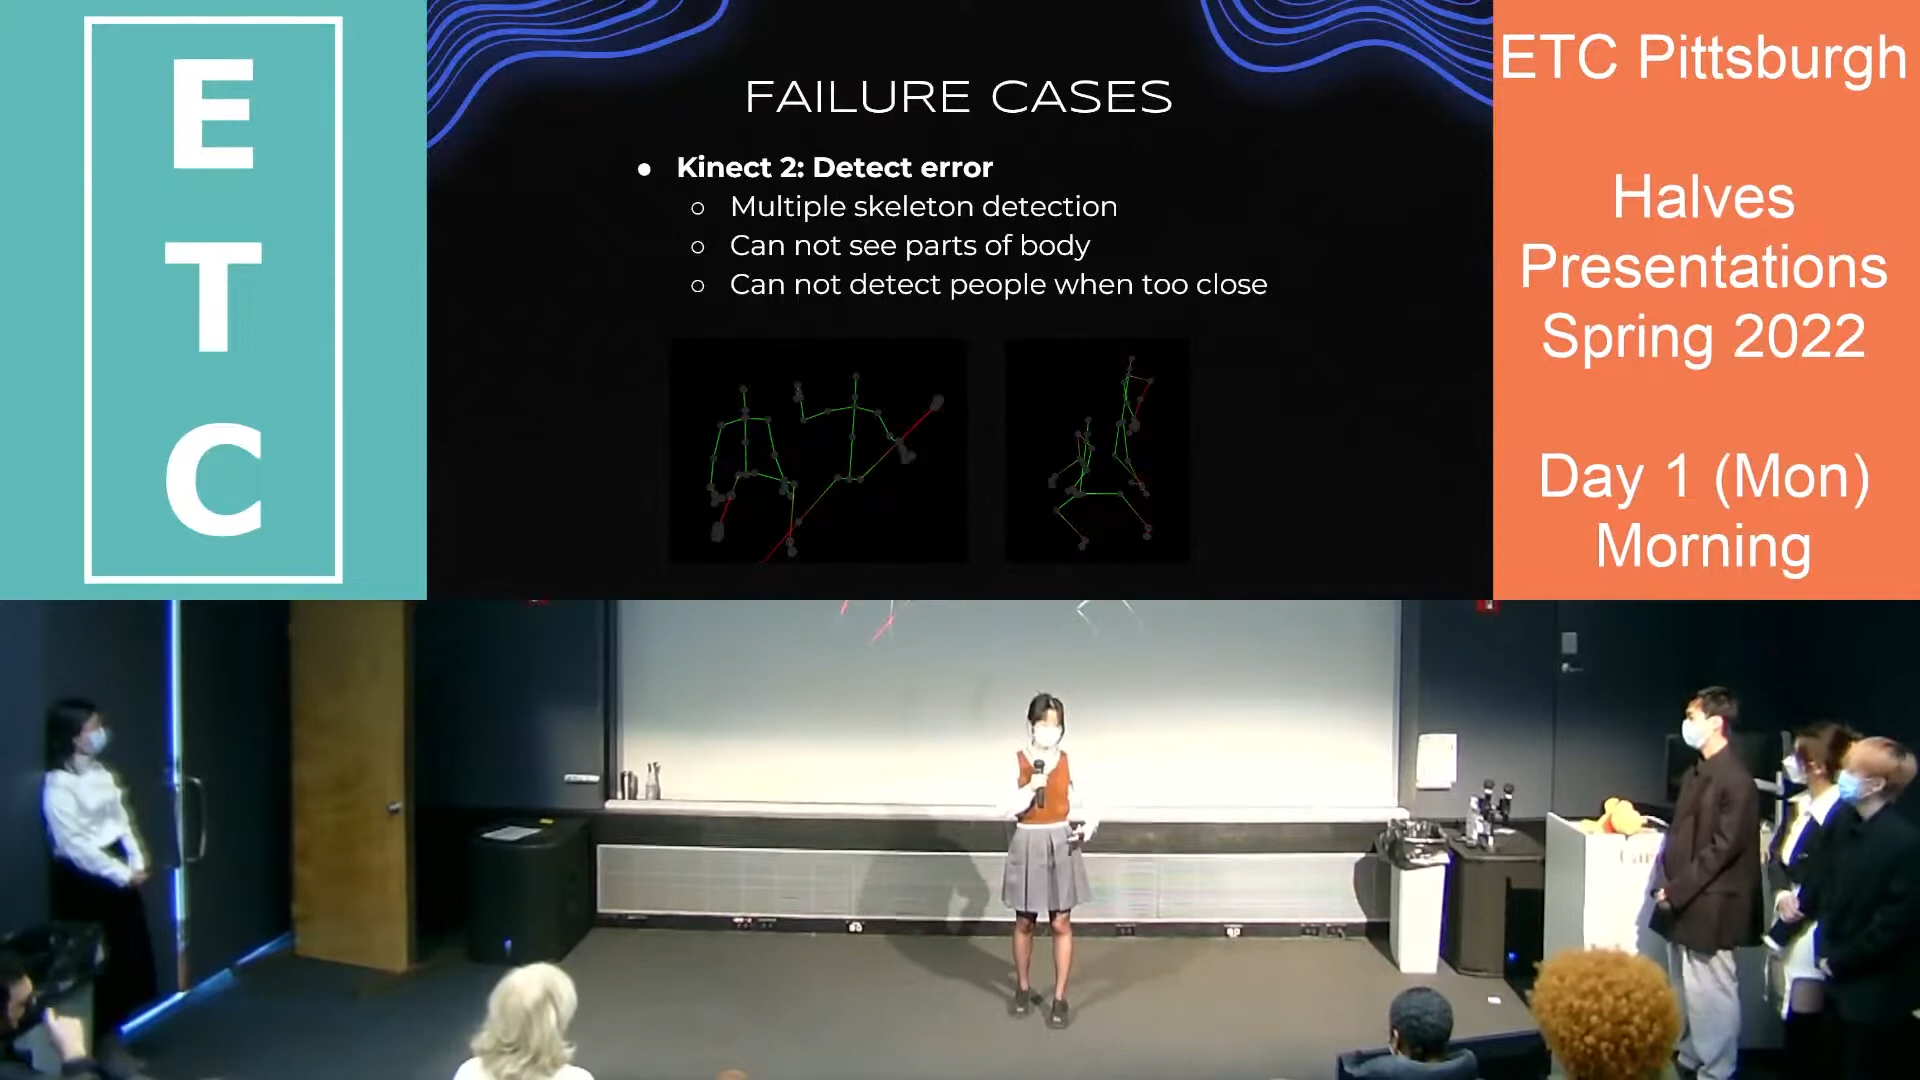 E
T
C
FAILURE CASES
● Kinect 2: Detect error
○ Multiple skeleton detection
○ Can not see parts of body
○ Can not detect people when too close
ETC Pittsburgh
Halves
Presentations
Spring 2022
Day 1 (Mon)
Morning